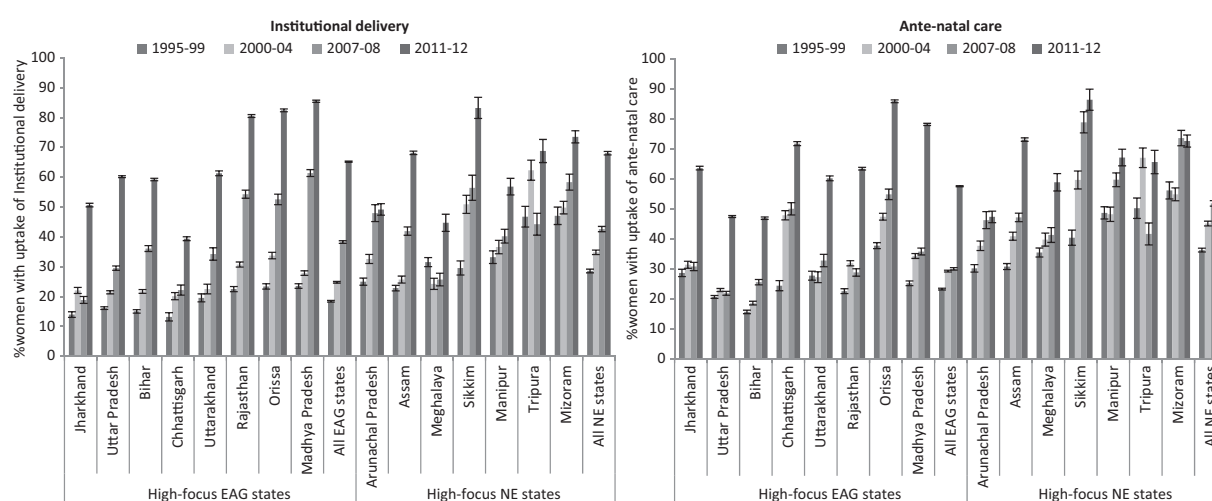 Institutional delivery
1995-99 2000-04 2007-08 2011-12
%women with uptake of Institutional delivery
100
90
80
70
60
50
40
30
20
10
0
Jharkhand
Uttar Pradesh
Bihar
Chhattisgarh
Uttarakhand
Rajasthan
Orissa
Madhya Pradesh
All EAG states
Arunachal Pradesh
Assam
Meghalaya
Sikkim
Manipur
Tripura
Mizoram
All NE states
High-focus EAG states
High-focus NE states
Ante-natal care
1995-99 2000-04 2007-08 2011-12
%women with uptake of ante-natal care
100
90
80
70
60
50
40
30
20
10
0
Jharkhand
Uttar Pradesh
Bihar
Chhattisgarh
Uttarakhand
Rajasthan
Orissa
Madhya Pradesh
All EAG states
Arunachal Pradesh
Assam
Meghalaya
Sikkim
Manipur
Tripura
Mizoram
All NE states
High-focus EAG states
High-focus NE states